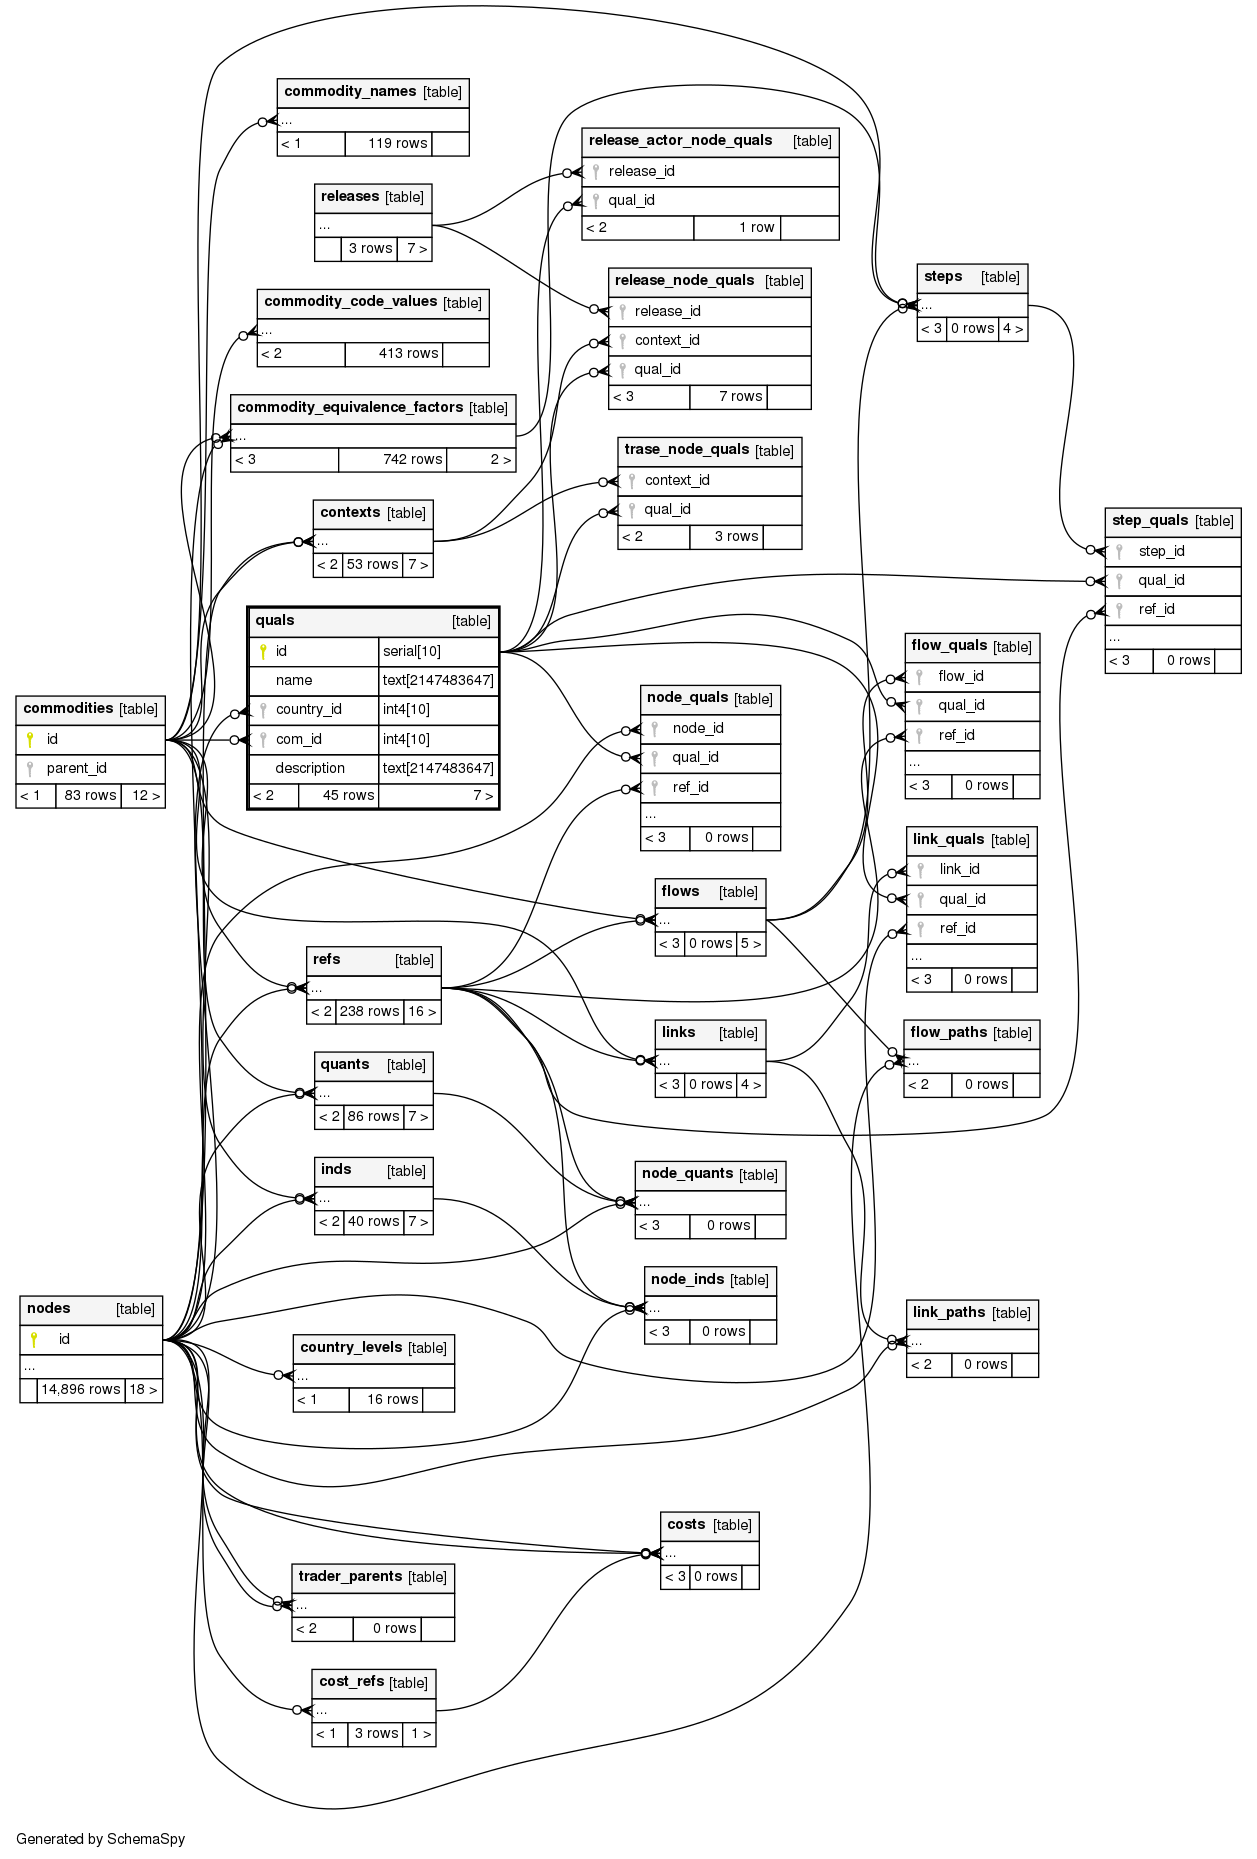 commodity_names [table]
...
< 1 119 rows
releases [table]
...
3 rows 7 >
commodity_code_values [table]
...
< 2 413 rows
commodity_equivalence_factors [table]
...
< 3 742 rows 2 >
contexts [table]
...
< 2 53 rows 7 >
quals [table]
id serial[10]
name text[2147483647]
country_id int4[10]
com_id int4[10]
description text[2147483647]
< 2 45 rows 7 >
commodities [table]
id
parent_id
< 1 83 rows 12 >
refs [table]
...
< 2 238 rows 16 >
quants [table]
...
< 2 86 rows 7 >
inds [table]
...
< 2 40 rows 7 >
nodes [table]
id
...
14,896 rows 18 >
country_levels [table]
...
< 1 16 rows
trader_parents [table]
...
< 2 0 rows
cost_refs [table]
...
< 1 3 rows 1 >
release_actor_node_quals [table]
release_id
qual_id
< 2 1 row
release_node_quals [table]
release_id
context_id
qual_id
< 3 7 rows
trase_node_quals [table]
context_id
qual_id
< 2 3 rows
node_quals [table]
node_id
qual_id
ref_id
...
< 3 0 rows
flows [table]
...
< 3 0 rows 5 >
links [table]
...
< 3 0 rows 4 >
node_quants [table]
...
< 3 0 rows
node_inds [table]
...
< 3 0 rows
costs [table]
...
< 3 0 rows
steps [table]
...
< 3 0 rows 4 >
flow_quals [table]
flow_id
qual_id
ref_id
...
< 3 0 rows
link_quals [table]
link_id
qual_id
ref_id
...
< 3 0 rows
flow_paths [table]
...
< 2 0 rows
link_paths [table]
...
< 2 0 rows
step_quals [table]
step_id
qual_id
ref_id
...
< 3 0 rows
Generated by SchemaSpy